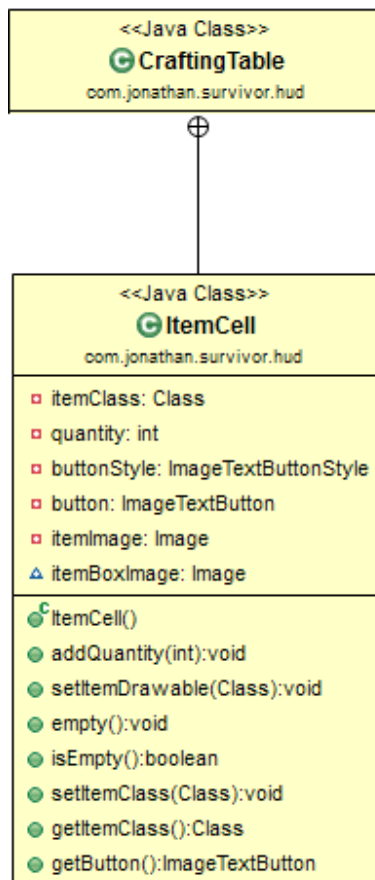 <<Java Class>>
CraftingTable
com.jonathan.survivor.hud
<<Java Class>>
ItemCell
com.jonathan.survivor.hud
itemClass: Class
quantity: int
buttonStyle: ImageTextButtonStyle
button: ImageTextButton
itemImage: Image
itemBoxImage: Image
ItemCell()
addQuantity(int):void
setItemDrawable(Class):void
empty():void
isEmpty():boolean
setItemClass(Class):void
getItemClass():Class
getButton():ImageTextButton